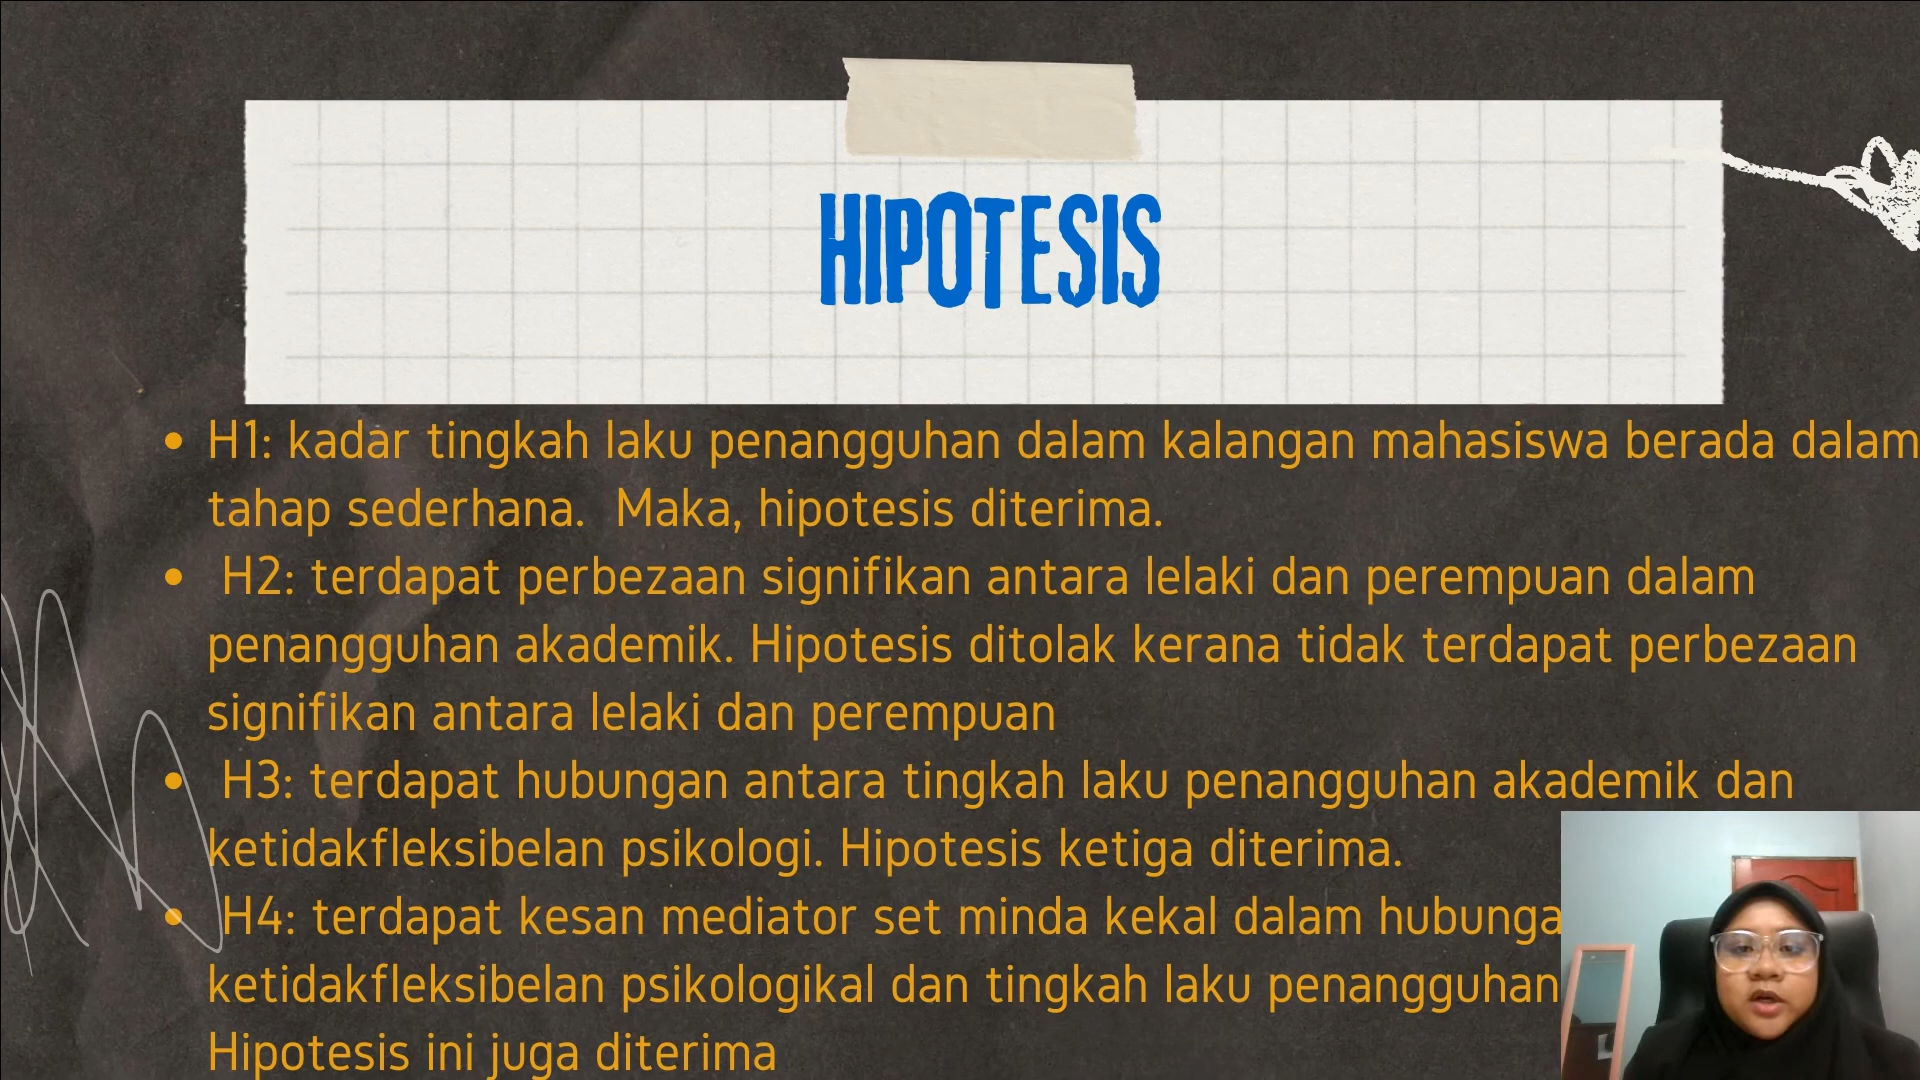 HIPOTESIS
• H1: kadar tingkah laku penangguhan dalam kalangan mahasiswa berada dalam
tahap sederhana. Maka, hipotesis diterima.
• H2: terdapat perbezaan signifikan antara lelaki dan perempuan dalam
penangguhan akademik. Hipotesis ditolak kerana tidak terdapat perbezaan
signifikan antara lelaki dan perempuan
• H3: terdapat hubungan antara tingkah laku penangguhan akademik dan
ketidakfleksibelan psikologi. Hipotesis ketiga diterima.
• H4: terdapat kesan mediator set minda kekal dalam hubunga
ketidakfleksibelan psikologikal dan tingkah laku penangguhan
Hipotesis ini juga diterima